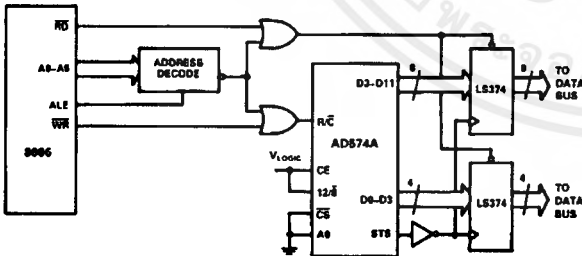 RD
A0–A5
ALE
WR
8086
ADDRESS
DECODE
R/C
VLOGIC
CE
12/8
CS
A0
AD574A
D3–D11
D0–D3
STS
8
LS374
8
TO
DATA
BUS
4
LS374
4
TO
DATA
BUS